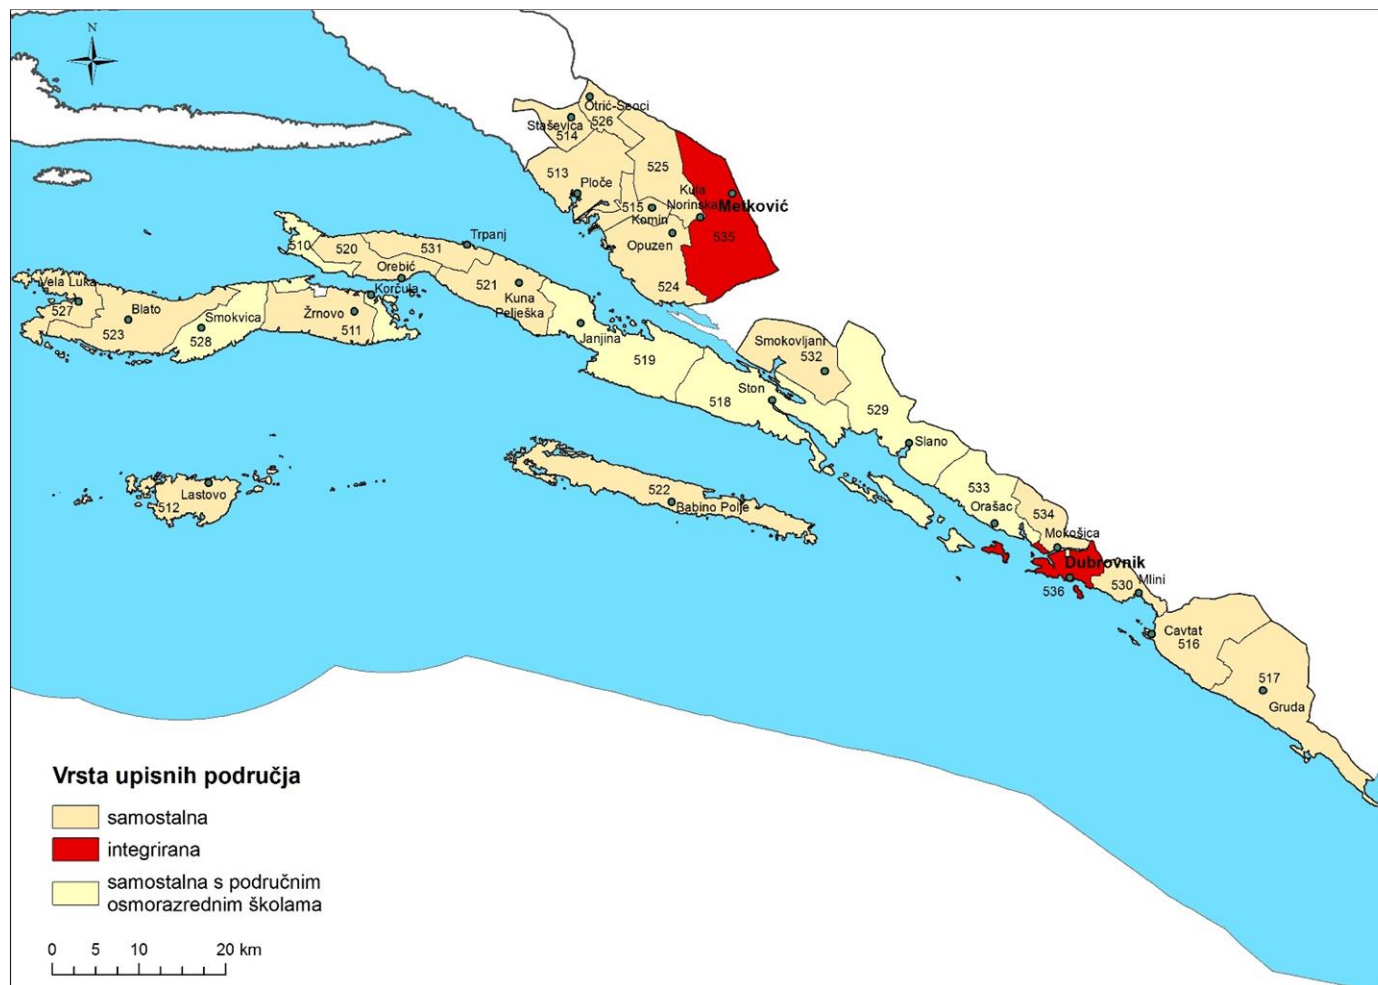 N
Otrić-Seoci
526
Staševica
514
525
513
Ploče
Kula
Norinska
Metković
515
Komin
Opuzen
535
524
510
520
531
Trpanj
Orebić
521
Kuna
Pelješka
Korčula
Vela Luka
527
Blato
523
Smokvica
528
Žrnovo
511
Janjina
519
Smokovljani
532
Ston
518
529
Slano
533
Orašac
534
Mokošica
Dubrovnik
536
530
Mlini
Lastovo
512
522
Babino Polje
Cavtat
516
517
Gruda
Vrsta upisnih područja
samostalna
integrirana
samostalna s područnim
osmorazrednim školama
0 5 10 20 km